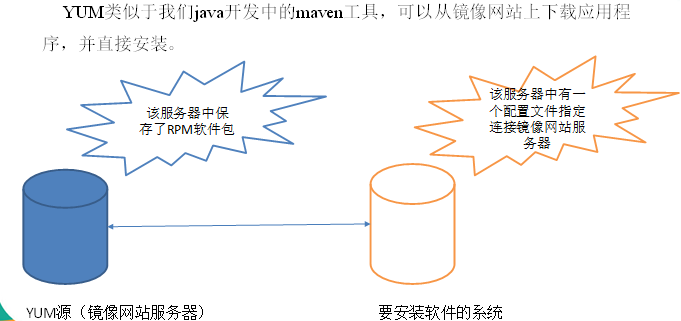 YUM类似于我们java开发中的maven工具，可以从镜像网站上下载应用程
序，并直接安装。
该服务器中保
存了RPM软件包
该服务器中有一
个配置文件指定
连接镜像网站服
务器
YUM源（镜像网站服务器）
要安装软件的系统